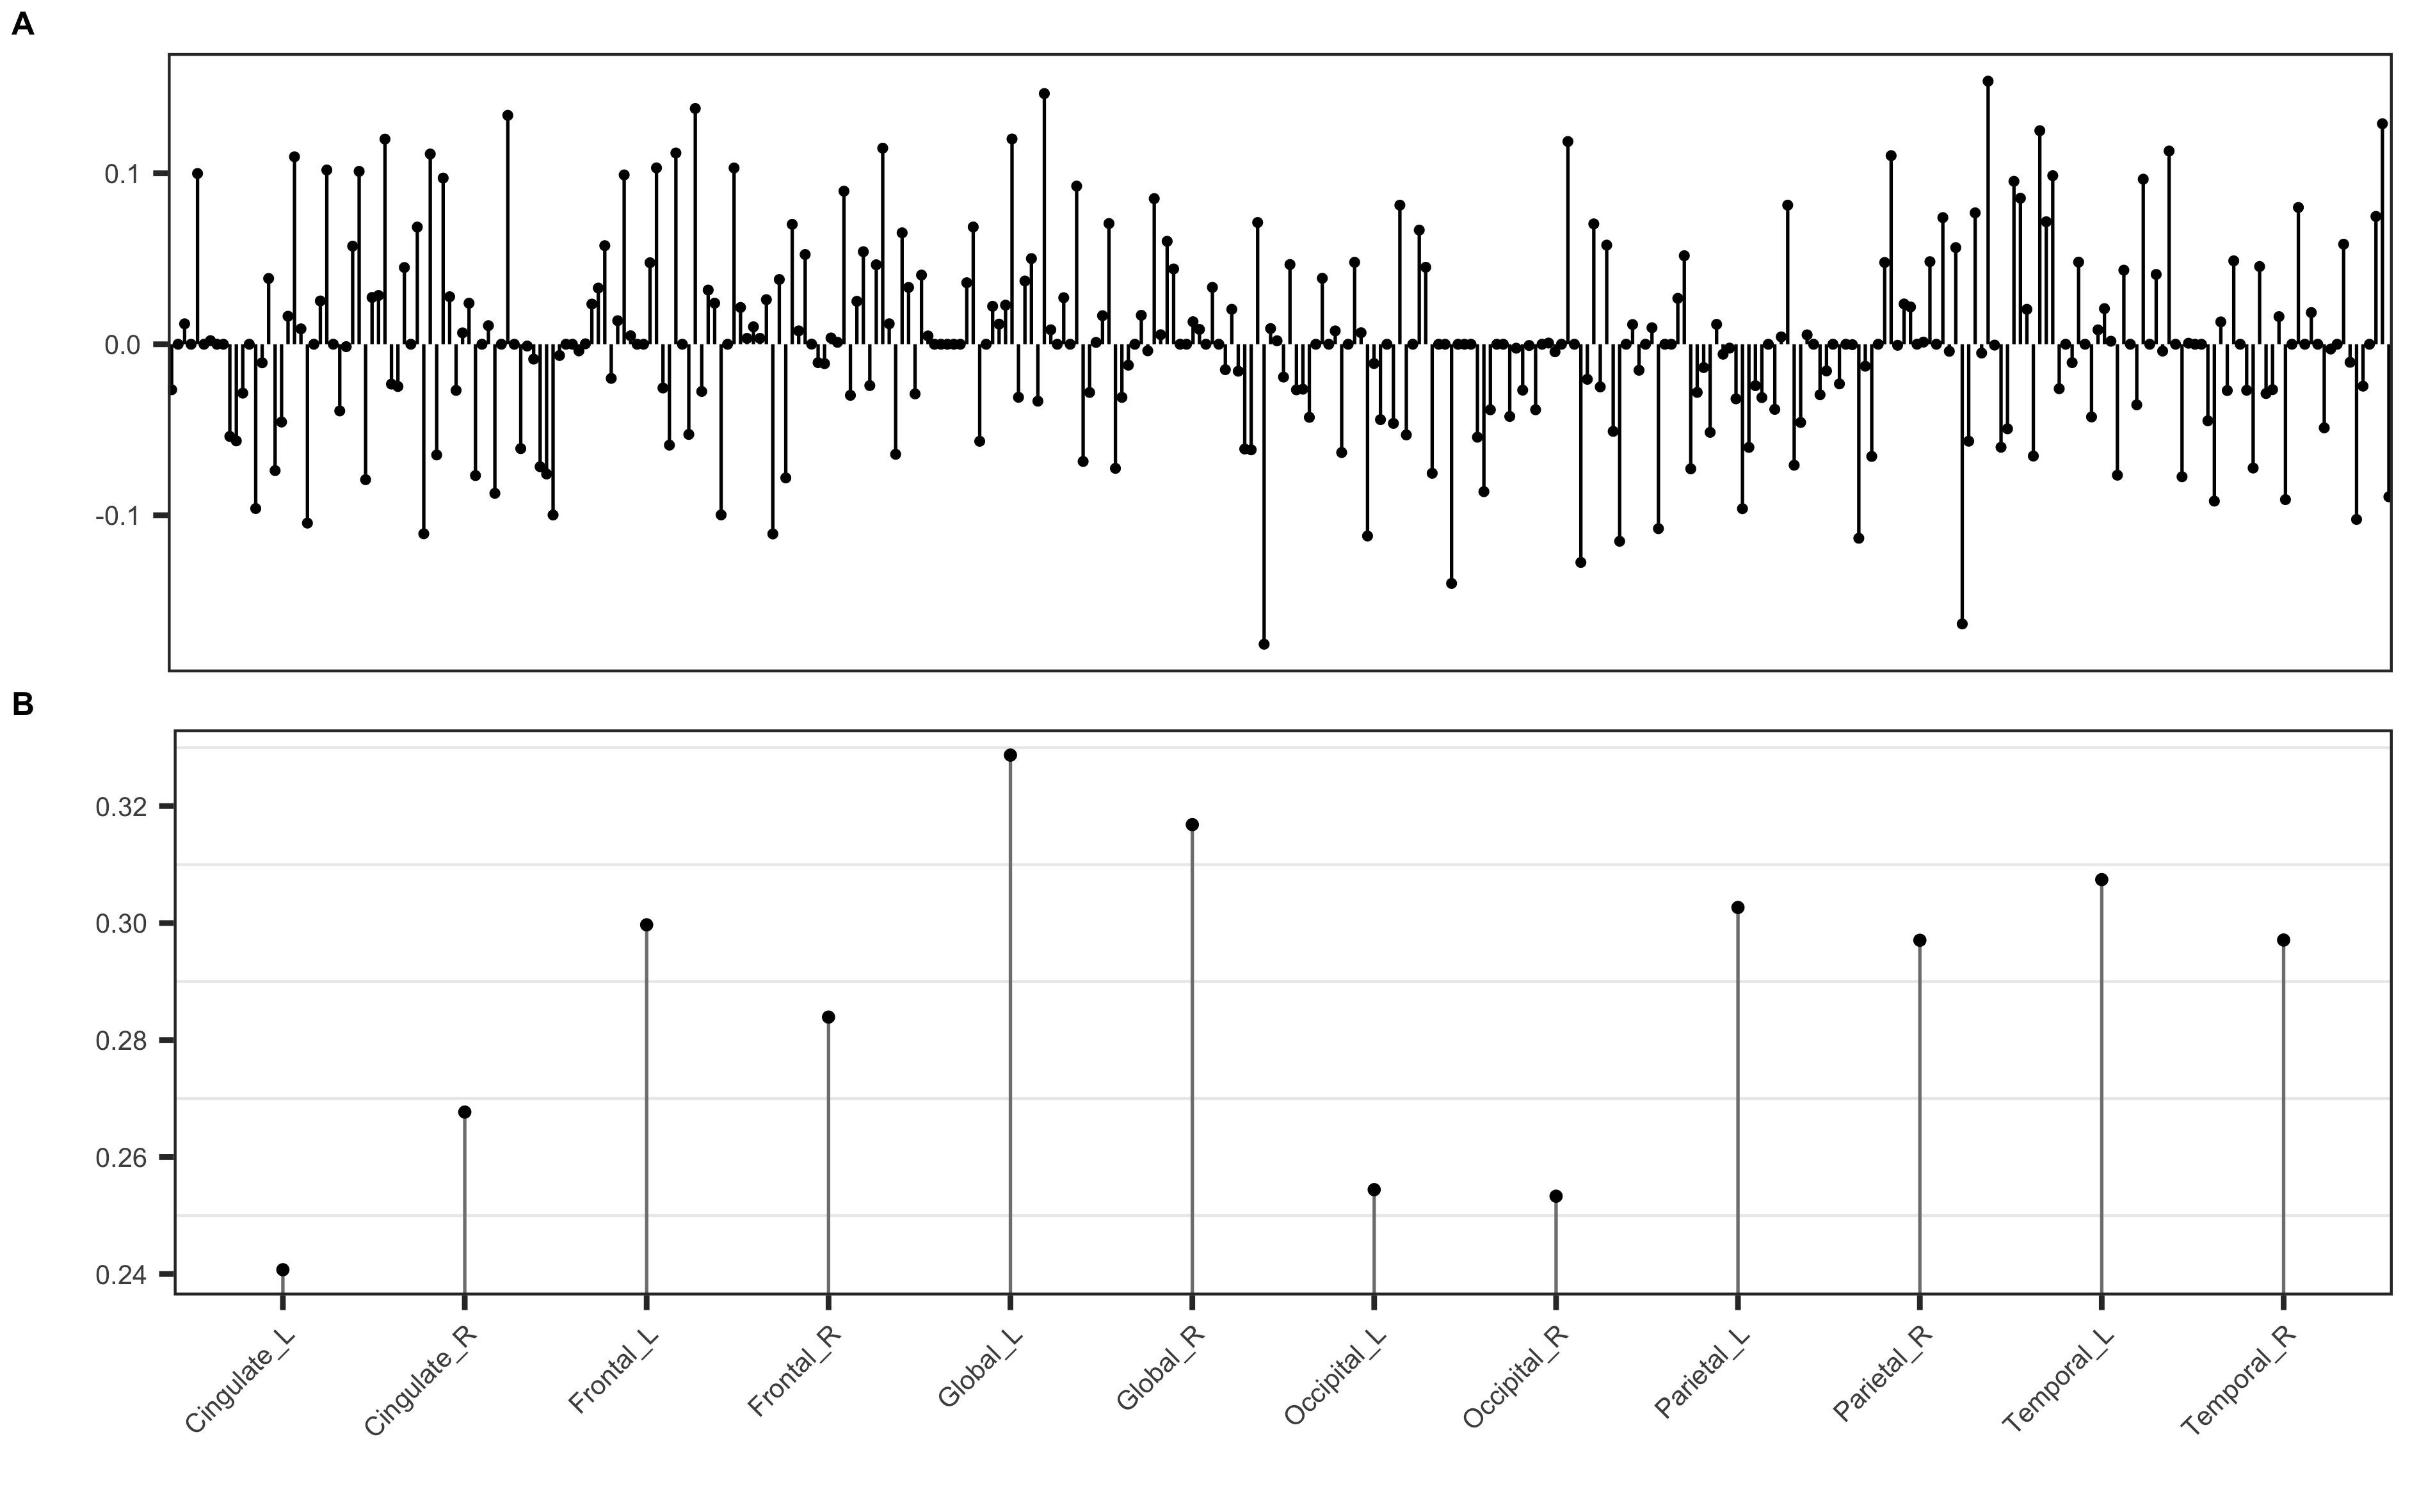 A
0.1
0.0
-0.1
B
0.32
0.30
0.28
0.26
0.24
Cingulate_L
Cingulate_R
Frontal_L
Frontal_R
Global_L
Global_R
Occipital_L
Occipital_R
Parietal_L
Parietal_R
Temporal_L
Temporal_R